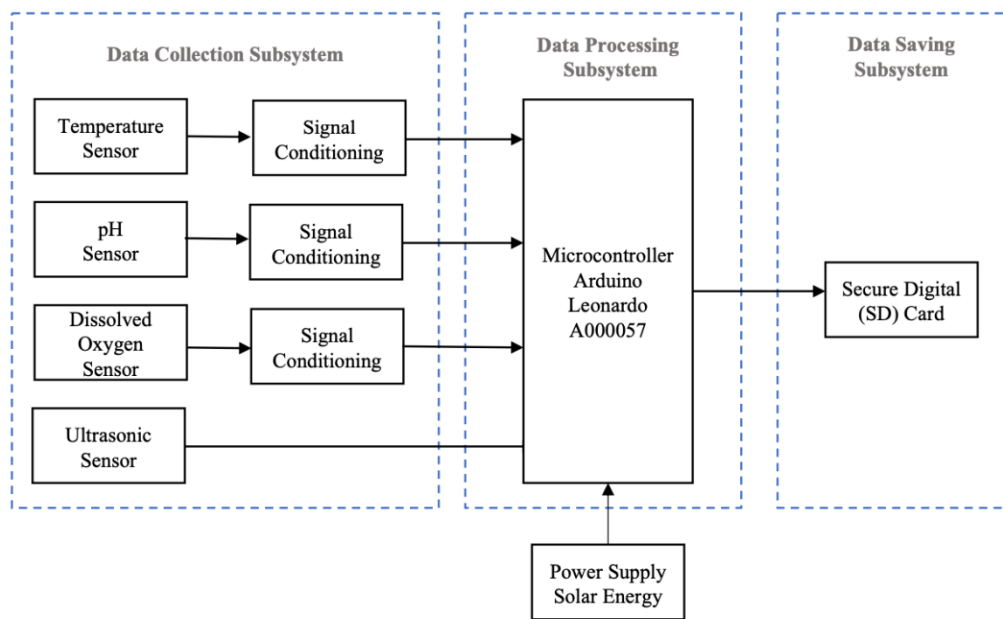 Data Collection Subsystem
Data Processing
Subsystem
Data Saving
Subsystem
Temperature
Sensor
Signal
Conditioning
pH
Sensor
Signal
Conditioning
Dissolved
Oxygen
Sensor
Signal
Conditioning
Ultrasonic
Sensor
Microcontroller
Arduino
Leonardo
A000057
Secure Digital
(SD) Card
Power Supply
Solar Energy